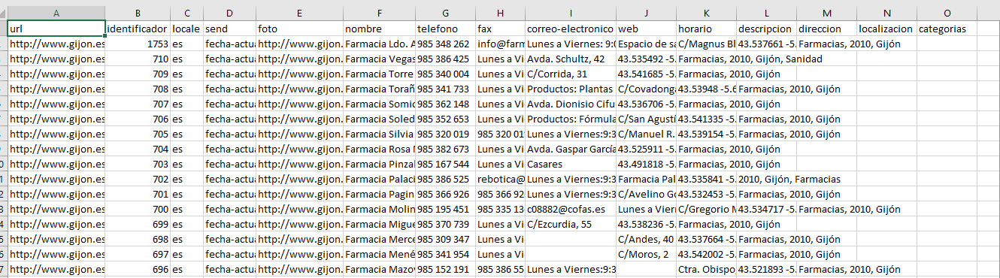 A B C D E F G H I J K L M N O
url identificador locale send foto nombre telefono fax correo-electronico web horario descripcion direccion localizacion categorias
http://www.gijon.es 1753 es fecha-actua http://www.gijon. Farmacia Ldo. A 985 348 262 info@farm Lunes a Viernes: 9:0 Espacio de sa C/Magnus Bl 43.537661 -5. Farmacias, 2010, Gijón
http://www.gijon.es 710 es fecha-actua http://www.gijon. Farmacia Vegas 985 386 425 Lunes a Vi Avda. Schultz, 42 43.535492 -5. Farmacias, 2010, Gijón, Sanidad
http://www.gijon.es 709 es fecha-actua http://www.gijon. Farmacia Torre 985 340 004 Lunes a Vi C/Corrida, 31 43.541685 -5. Farmacias, 2010, Gijón
http://www.gijon.es 708 es fecha-actua http://www.gijon. Farmacia Torañ 985 341 733 Lunes a Vi Productos: Plantas C/Covadonga 43.53948 -5.6 Farmacias, 2010, Gijón
http://www.gijon.es 707 es fecha-actua http://www.gijon. Farmacia Somió 985 362 148 Lunes a Vi Avda. Dionisio Cifu 43.536706 -5. Farmacias, 2010, Gijón
http://www.gijon.es 706 es fecha-actua http://www.gijon. Farmacia Soled 985 352 653 Lunes a Vi Productos: Fórmula C/San Agustí 43.541335 -5. Farmacias, 2010, Gijón
http://www.gijon.es 705 es fecha-actua http://www.gijon. Farmacia Silvia 985 320 019 985 320 019 Lunes a Viernes:9:3 C/Manuel R. 43.539154 -5. Farmacias, 2010, Gijón
http://www.gijon.es 704 es fecha-actua http://www.gijon. Farmacia Rosa M 985 382 673 Lunes a Vi Avda. Gaspar García 43.525911 -5. Farmacias, 2010, Gijón
http://www.gijon.es 703 es fecha-actua http://www.gijon. Farmacia Pinzal 985 167 544 Lunes a Vi Casares 43.491818 -5. Farmacias, 2010, Gijón
http://www.gijon.es 702 es fecha-actua http://www.gijon. Farmacia Palaci 985 386 525 rebotica@ Lunes a Viernes:9:3 Farmacia Pal 43.535841 -5. 2010, Gijón, Farmacias
http://www.gijon.es 701 es fecha-actua http://www.gijon. Farmacia Pagin 985 366 926 985 366 92 Lunes a Viernes:9:3 C/Avelino Go 43.532453 -5. Farmacias, 2010, Gijón
http://www.gijon.es 700 es fecha-actua http://www.gijon. Farmacia Molin 985 195 451 985 335 13 c08882@cofas.es Lunes a Vier C/Gregorio M 43.534717 -5. Farmacias, 2010, Gijón
http://www.gijon.es 699 es fecha-actua http://www.gijon. Farmacia Migue 985 370 739 Lunes a Vi C/Ezcurdia, 55 43.538236 -5. Farmacias, 2010, Gijón
http://www.gijon.es 698 es fecha-actua http://www.gijon. Farmacia Merce 985 309 347 Lunes a Vi C/Andes, 40 43.537664 -5. Farmacias, 2010, Gijón
http://www.gijon.es 697 es fecha-actua http://www.gijon. Farmacia Mené 985 341 954 Lunes a Vi C/Moros, 2 43.542002 -5. Farmacias, 2010, Gijón
http://www.gijon.es 696 es fecha-actua http://www.gijon. Farmacia Mazov 985 152 191 985 386 55 Lunes a Viernes:9:3 Ctra. Obispo 43.521893 -5. Farmacias, 2010, Gijón